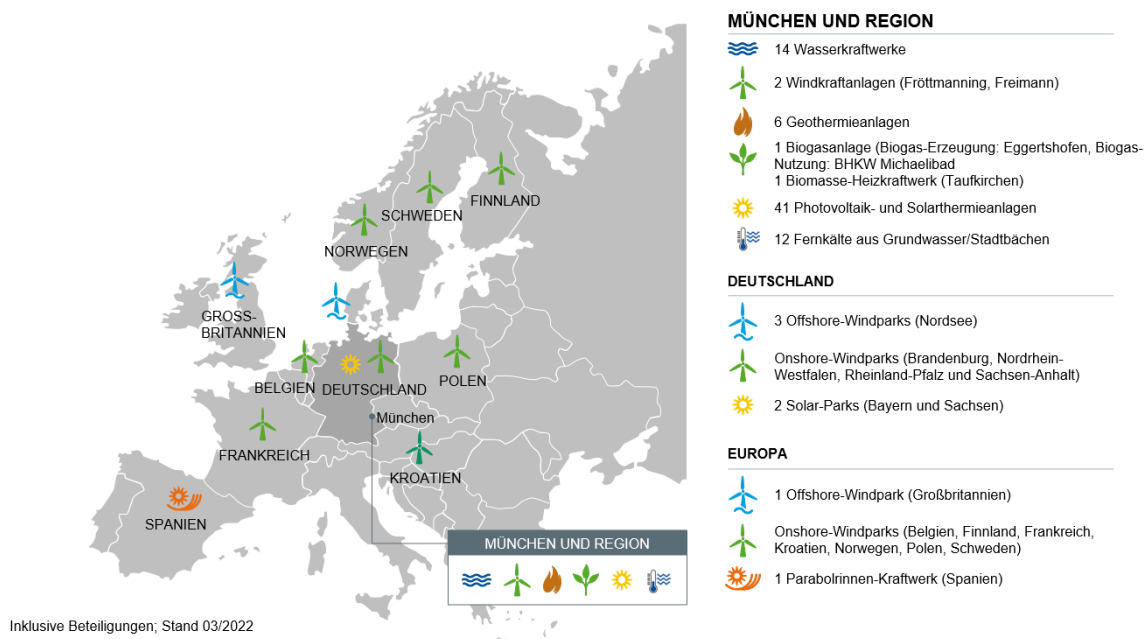 MÜNCHEN UND REGION
14 Wasserkraftwerke
2 Windkraftanlagen (Fröttmanning, Freimann)
6 Geothermieanlagen
1 Biogasanlage (Biogas-Erzeugung: Eggertshofen, Biogas-
Nutzung: BHKW Michaelibad
1 Biomasse-Heizkraftwerk (Taufkirchen)
41 Photovoltaik- und Solarthermieanlagen
12 Fernkälte aus Grundwasser/Stadtbächen
DEUTSCHLAND
3 Offshore-Windparks (Nordsee)
Onshore-Windparks (Brandenburg, Nordrhein-
Westfalen, Rheinland-Pfalz und Sachsen-Anhalt)
2 Solar-Parks (Bayern und Sachsen)
EUROPA
1 Offshore-Windpark (Großbritannien)
Onshore-Windparks (Belgien, Finnland, Frankreich,
Kroatien, Norwegen, Polen, Schweden)
1 Parabolrinnen-Kraftwerk (Spanien)
FINNLAND
SCHWEDEN
NORWEGEN
GROSS-
BRITANNIEN
BELGIEN
DEUTSCHLAND
POLEN
München
FRANKREICH
KROATIEN
SPANIEN
MÜNCHEN UND REGION
Inklusive Beteiligungen; Stand 03/2022